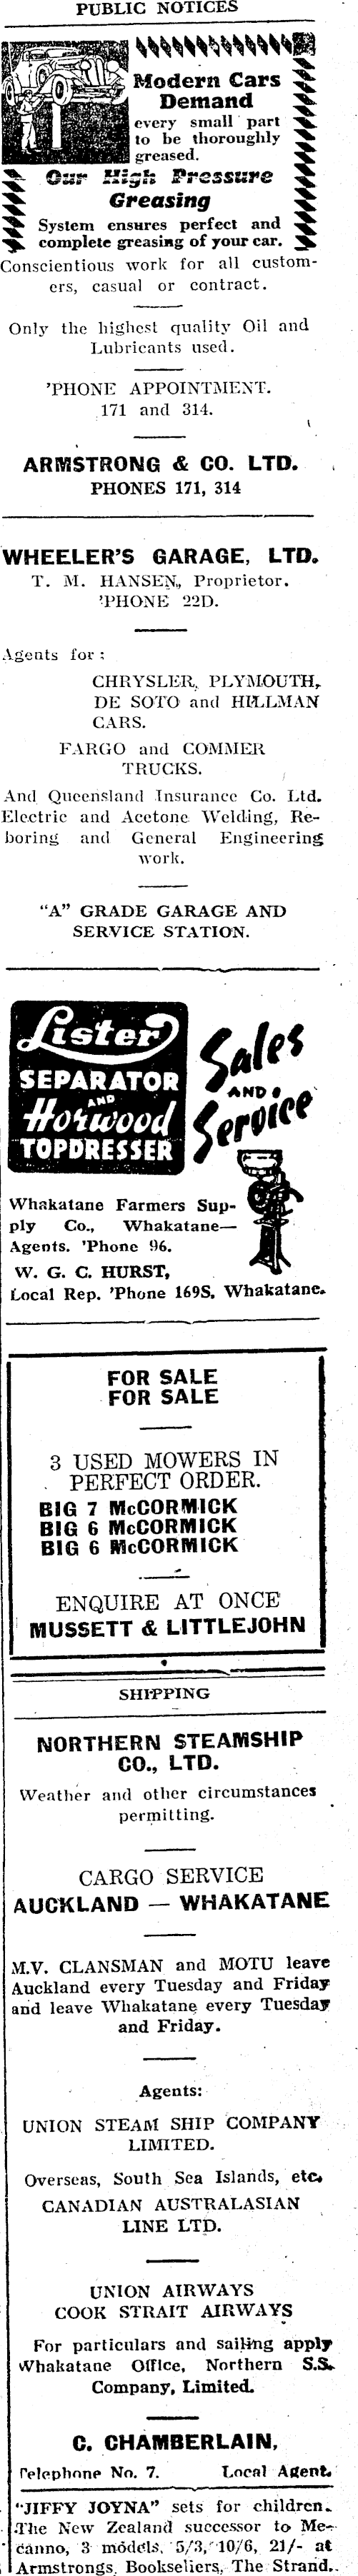 PUBLIC NOTICES
Modern Cars
Demand
every small part
to be thoroughly
greased.
Our High Pressure
Greasing
System ensures perfect and
complete greasing of your car.
Conscientious work for all custom-
ers, casual or contract.
Only the highest quality Oil and
Lubricants used.
'PHONE APPOINTMENT.
171 and 314.
ARMSTRONG & CO. LTD.
PHONES 171, 314
WHEELER'S GARAGE, LTD.
T. M. HANSEN, Proprietor.
'PHONE 22D.
Agents for:
CHRYSLER, PLYMOUTH,
DE SOTO and HILLMAN
CARS.
FARGO and COMMER
TRUCKS.
And Queensland Insurance Co. Ltd.
Electric and Acetone Welding, Re-
boring and General Engineering
work.
"A" GRADE GARAGE AND
SERVICE STATION.
Lister
SEPARATOR
AND
Horwood
TOPDRESSER
Sales
AND
Service
Whakatane Farmers Sup-
ply Co., Whakatane—
Agents. 'Phone 96.
W. G. C. HURST,
Local Rep. 'Phone 169S, Whakatane.
FOR SALE
FOR SALE
3 USED MOWERS IN
PERFECT ORDER.
BIG 7 McCORMICK
BIG 6 McCORMICK
BIG 6 McCORMICK
ENQUIRE AT ONCE
MUSSETT & LITTLEJOHN
SHIPPING
NORTHERN STEAMSHIP
CO., LTD.
Weather and other circumstances
permitting.
CARGO SERVICE
AUCKLAND — WHAKATANE
M.V. CLANSMAN and MOTU leave
Auckland every Tuesday and Friday
and leave Whakatane every Tuesday
and Friday.
Agents:
UNION STEAM SHIP COMPANY
LIMITED.
Overseas, South Sea Islands, etc.
CANADIAN AUSTRALASIAN
LINE LTD.
UNION AIRWAYS
COOK STRAIT AIRWAYS
For particulars and sailing apply
Whakatane Office, Northern S.S.
Company, Limited.
C. CHAMBERLAIN,
Telephone No. 7. Local Agent.
"JIFFY JOYNA" sets for children.
The New Zealand successor to Me-
canno, 3 models, 5/3, 10/6, 21/- at
Armstrongs, Booksellers, The Strand.